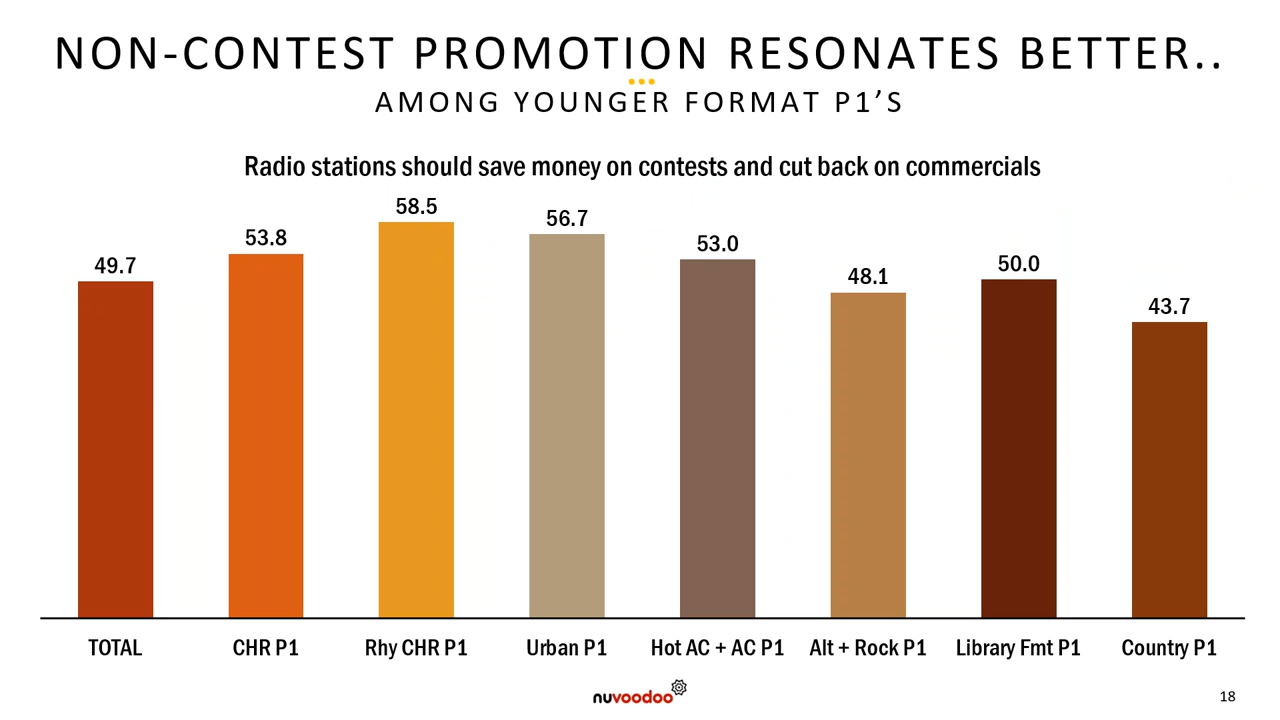 NON-CONTEST PROMOTION RESONATES BETTER..
AMONG YOUNGER FORMAT P1’S
Radio stations should save money on contests and cut back on commercials
49.7
53.8
58.5
56.7
53.0
48.1
50.0
43.7
TOTAL
CHR P1
Rhy CHR P1
Urban P1
Hot AC + AC P1
Alt + Rock P1
Library Fmt P1
Country P1
nuvoodoo
18